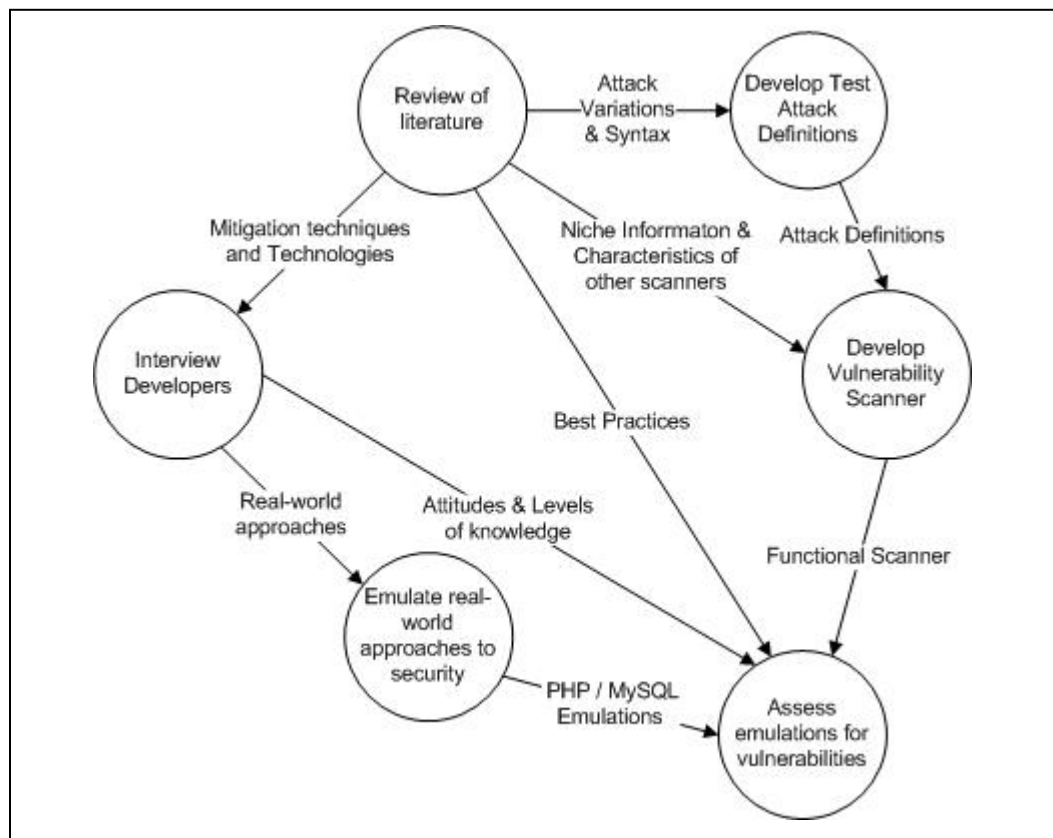 Review of
literature
Attack
Variations
& Syntax
Develop Test
Attack
Definitions
Mitigation techniques
and Technologies
Niche Informaton &
Characteristics of
other scanners
Attack Definitions
Interview
Developers
Develop
Vulnerability
Scanner
Best Practices
Real-world
approaches
Attitudes & Levels
of knowledge
Functional Scanner
Emulate real-
world
approaches to
security
PHP / MySQL
Emulations
Assess
emulations for
vulnerabilities